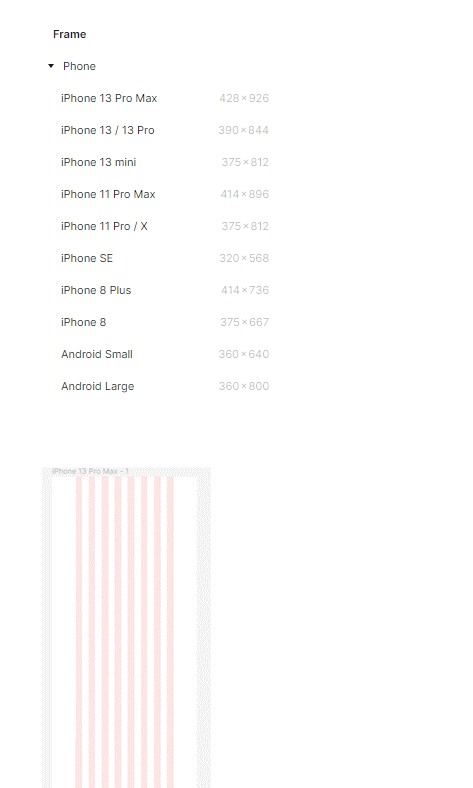 Frame
Phone
iPhone 13 Pro Max 428×926
iPhone 13 / 13 Pro 390×844
iPhone 13 mini 375×812
iPhone 11 Pro Max 414×896
iPhone 11 Pro / X 375×812
iPhone SE 320×568
iPhone 8 Plus 414×736
iPhone 8 375×667
Android Small 360×640
Android Large 360×800
iPhone 13 Pro Max - 1